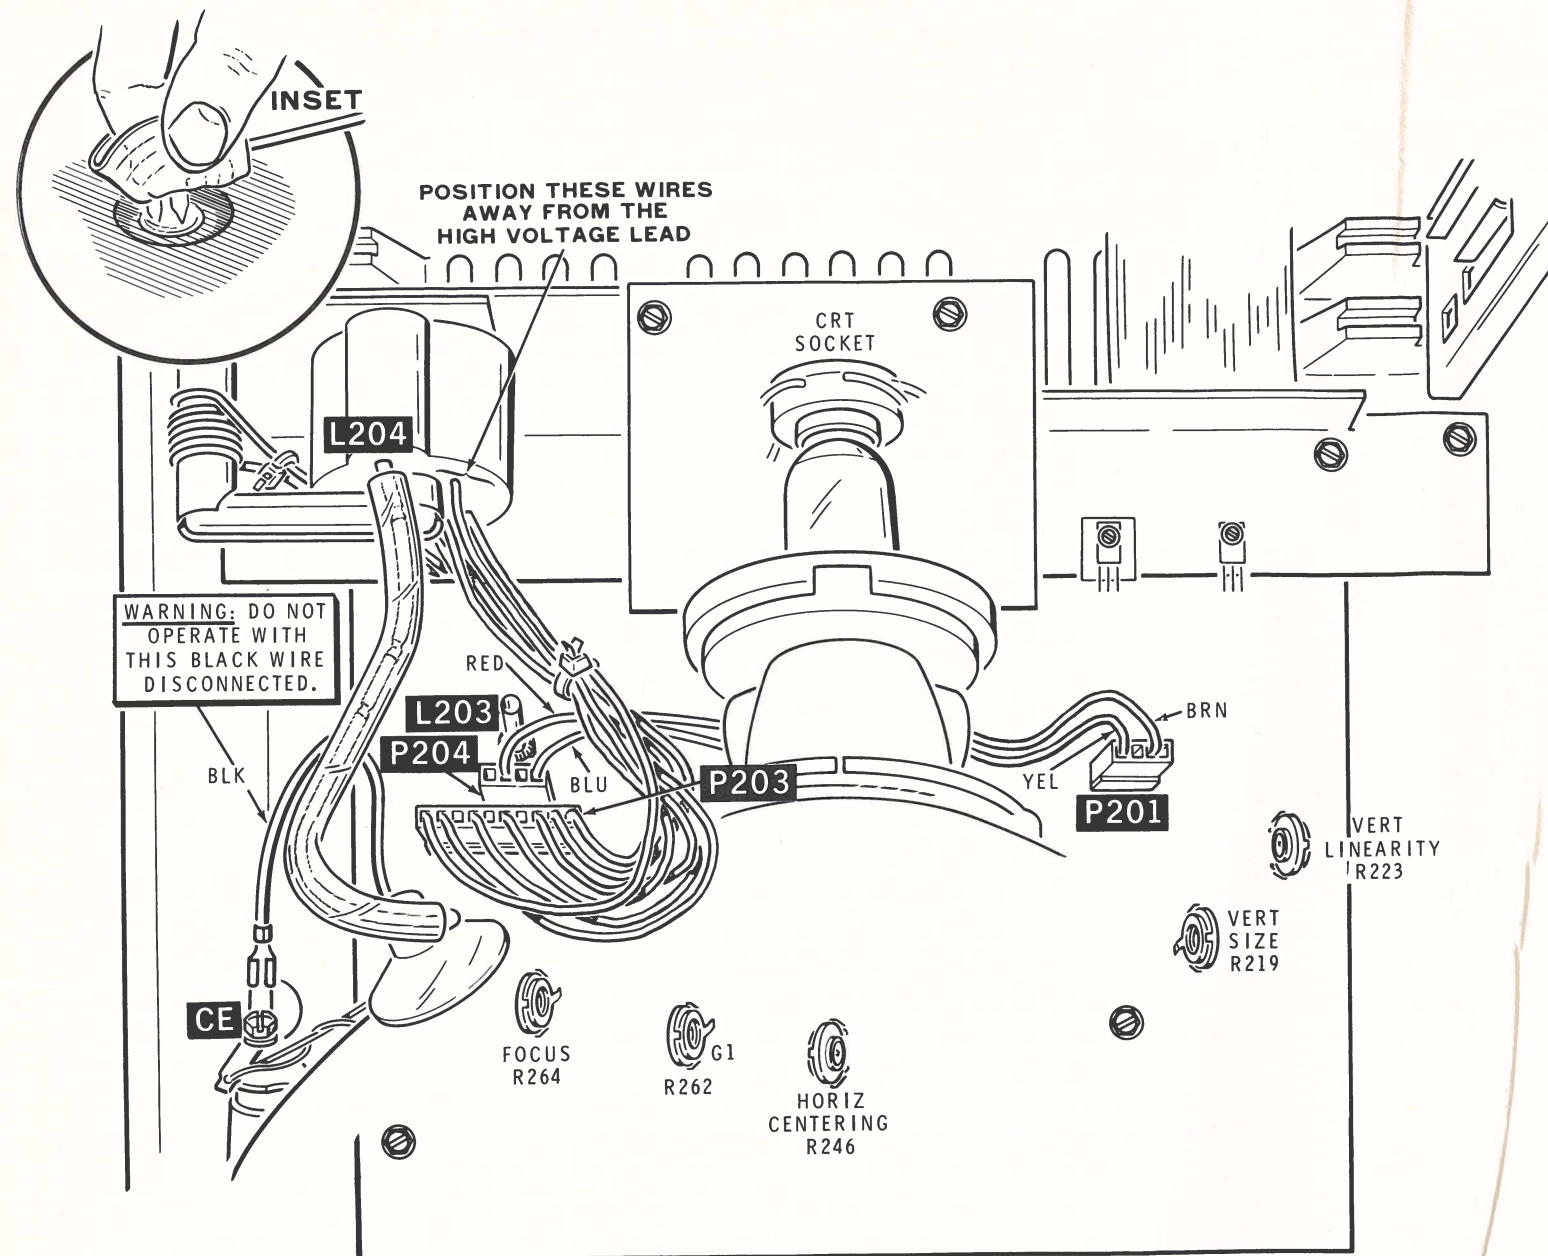 INSET
POSITION THESE WIRES
AWAY FROM THE
HIGH VOLTAGE LEAD
CRT
SOCKET
L204
WARNING: DO NOT
OPERATE WITH
THIS BLACK WIRE
DISCONNECTED.
RED
L203
P204
BLK
BLU
P203
BRN
YEL
P201
VERT
LINEARITY
R223
VERT
SIZE
R219
CE
FOCUS
R264
G1
R262
HORIZ
CENTERING
R246